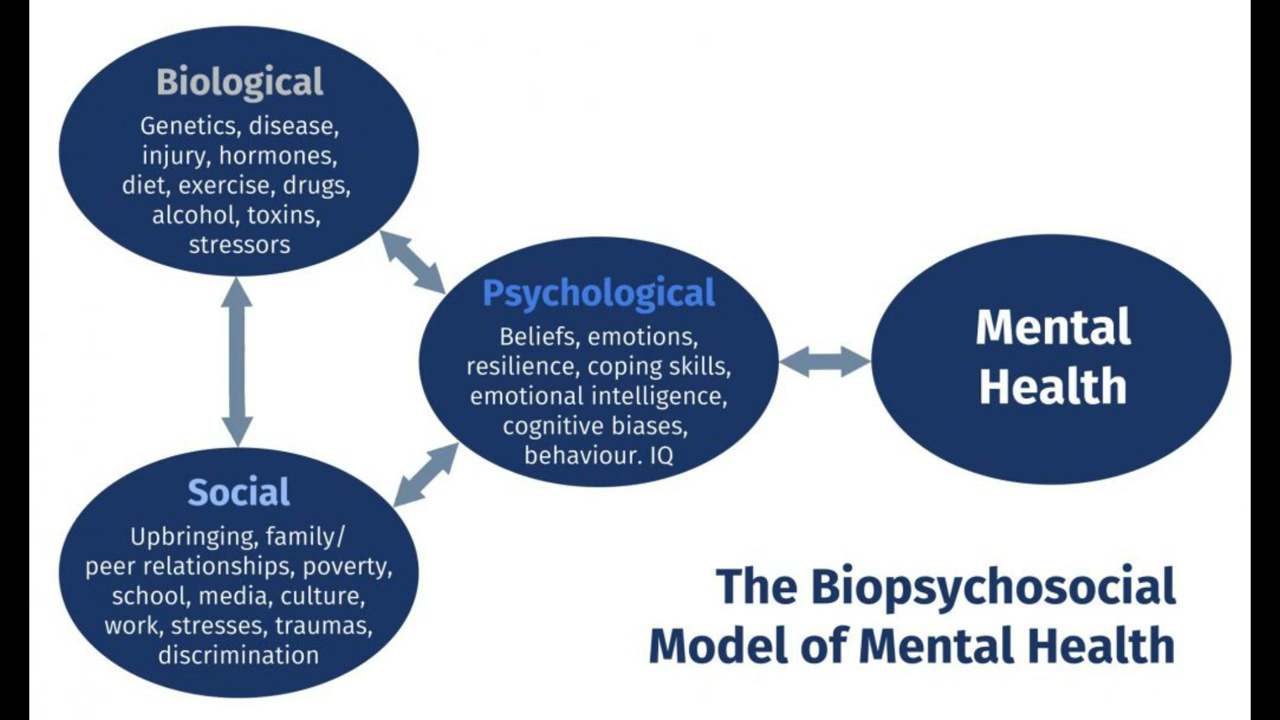 Biological
Genetics, disease,
injury, hormones,
diet, exercise, drugs,
alcohol, toxins,
stressors
Psychological
Beliefs, emotions,
resilience, coping skills,
emotional intelligence,
cognitive biases,
behaviour. IQ
Mental
Health
Social
Upbringing, family/
peer relationships, poverty,
school, media, culture,
work, stresses, traumas,
discrimination
The Biopsychosocial
Model of Mental Health